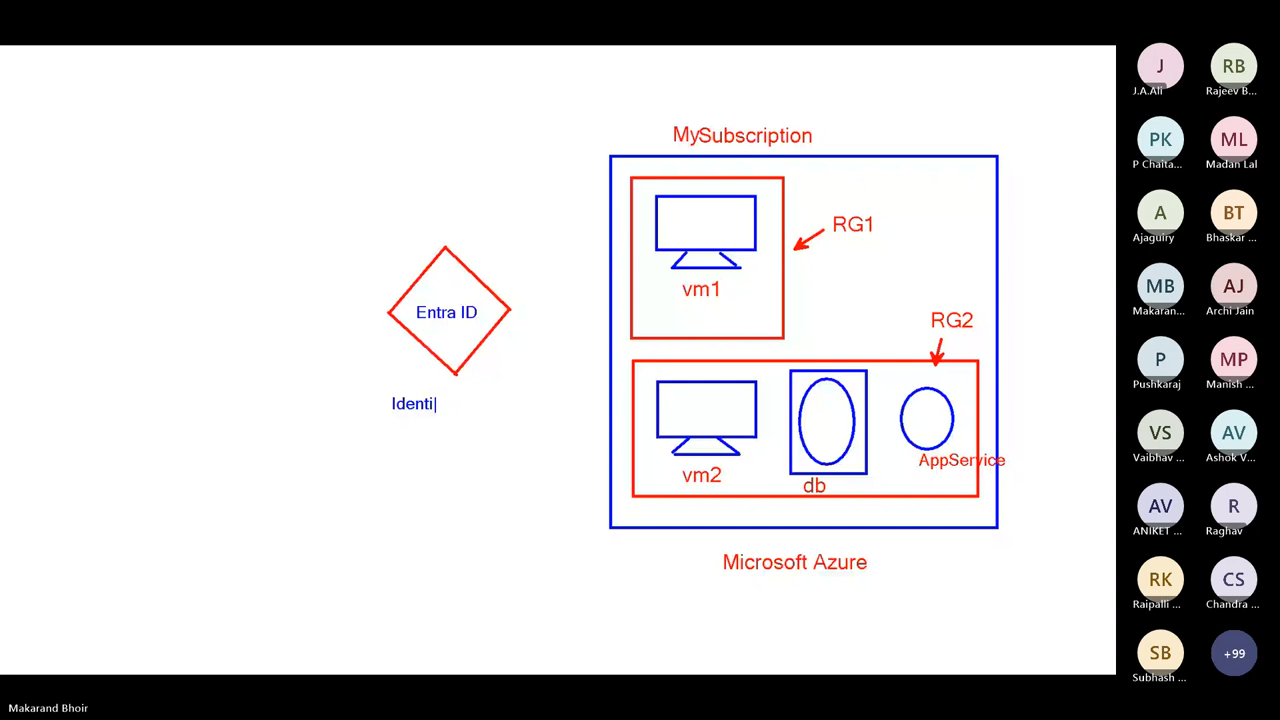 MySubscription
RG1
vm1
Entra ID
RG2
Identi
vm2
db
AppService
Microsoft Azure
J
J.A.Ali
RB
Rajeev B...
PK
P Chaita...
ML
Madan Lal
A
Ajaguiry
BT
Bhaskar ...
MB
Makaran...
AJ
Archi Jain
P
Pushkaraj
MP
Manish ...
VS
Vaibhav ...
AV
Ashok V...
AV
ANIKET ...
R
Raghav
RK
Raipalli ...
CS
Chandra ...
SB
Subhash ...
+99
Makarand Bhoir